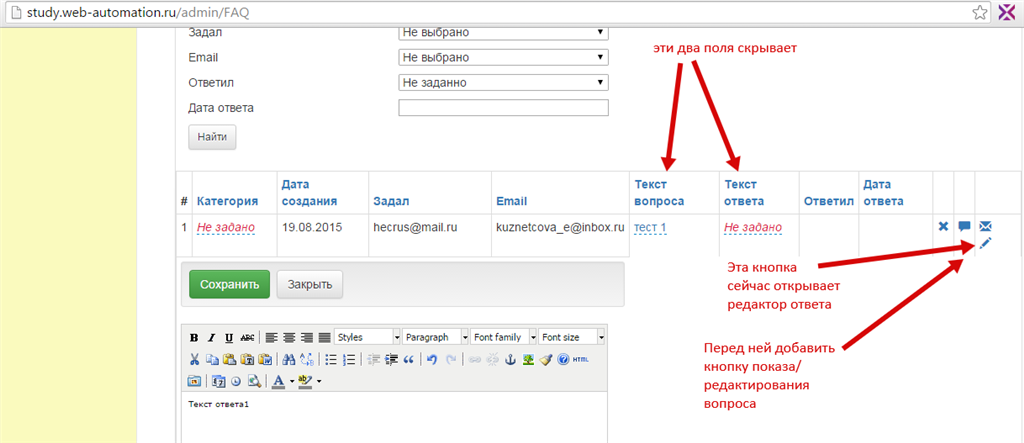 study.web-automation.ru/admin/FAQ
Задал
Не выбрано
эти два поля скрывает
Email
Не выбрано
Ответил
Не заданно
Дата ответа
Найти
# Категория Дата создания Задал Email Текст вопроса Текст ответа Ответил Дата ответа
1 Не задано 19.08.2015 hecrus@mail.ru kuznetcova_e@inbox.ru тест 1 Не задано
Эта кнопка
сейчас открывает
редактор ответа
Сохранить Закрыть
Перед ней добавить
кнопку показа/
редактирования
вопроса
B I U ABC Styles Paragraph Font family Font size
HTML
A ab
Текст ответа1